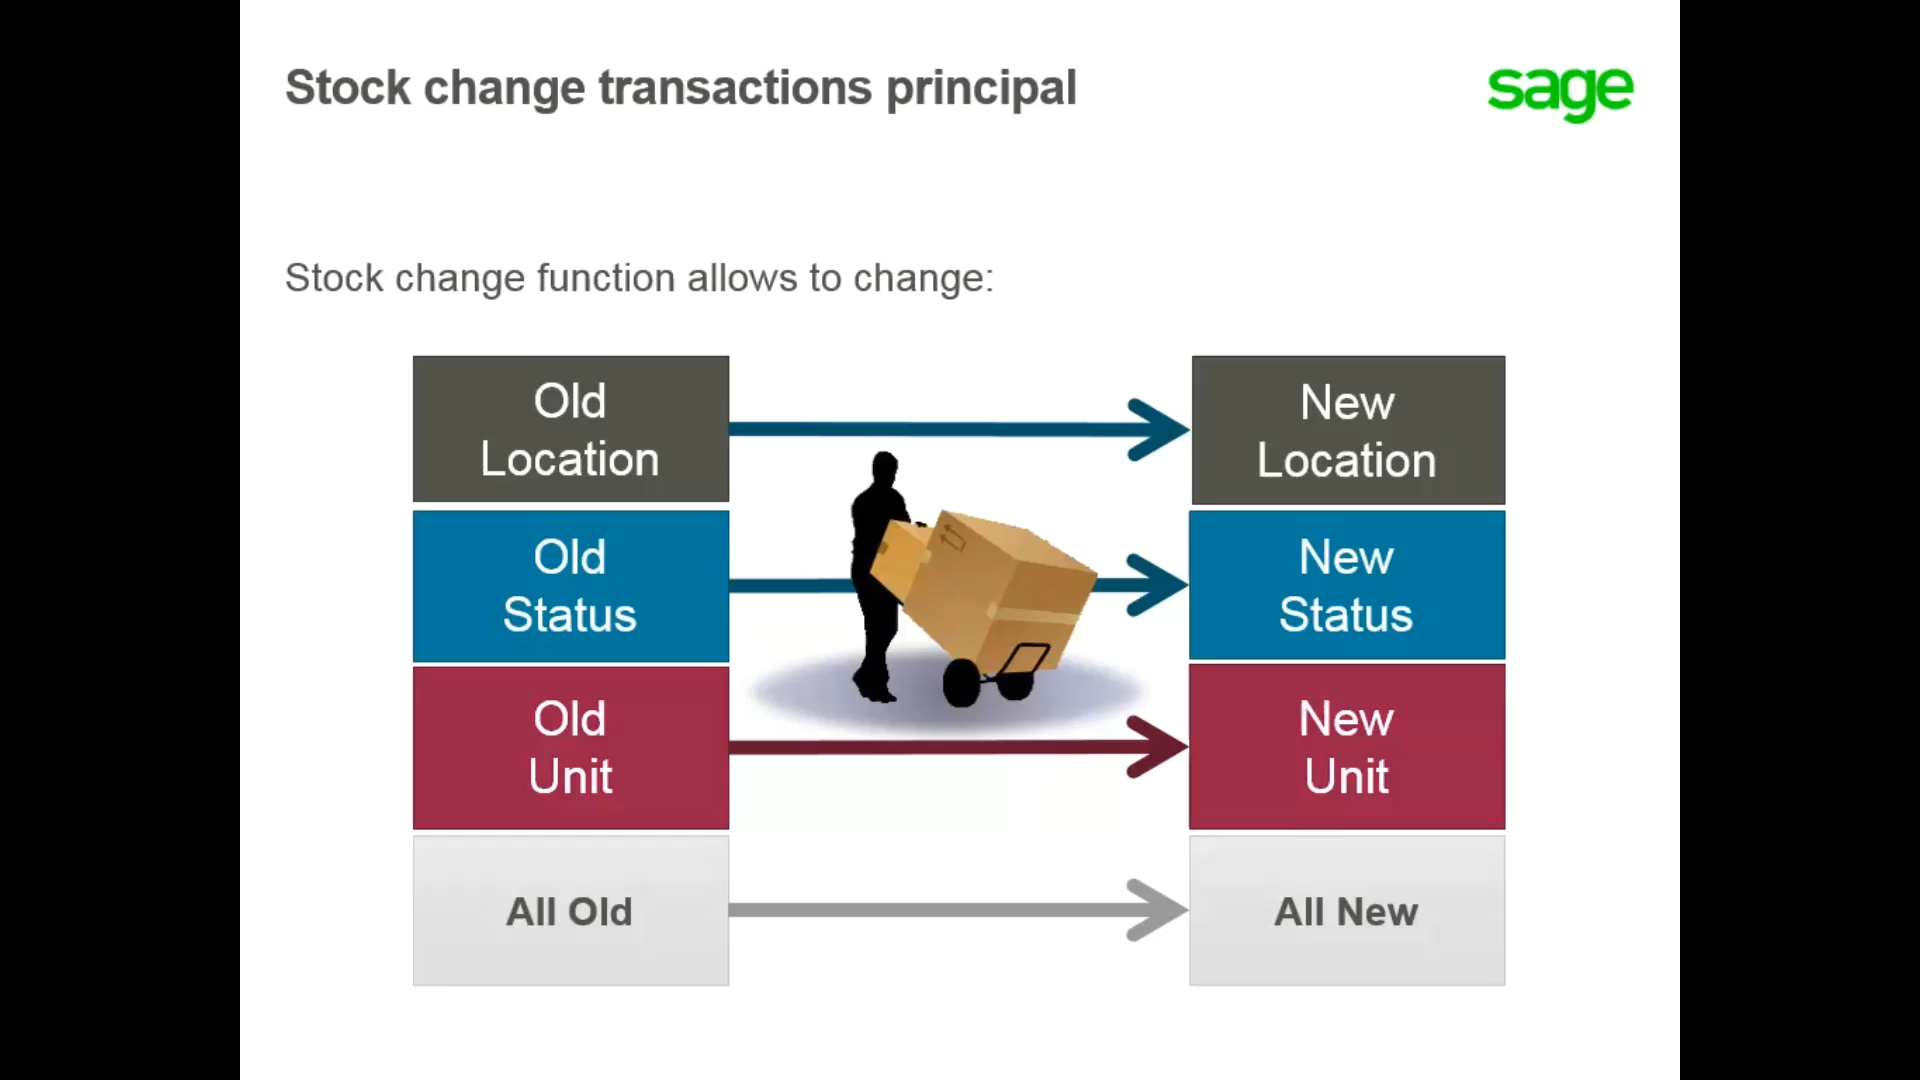 Stock change transactions principal
sage
Stock change function allows to change:
Old
Location
New
Location
Old
Status
New
Status
Old
Unit
New
Unit
All Old
All New